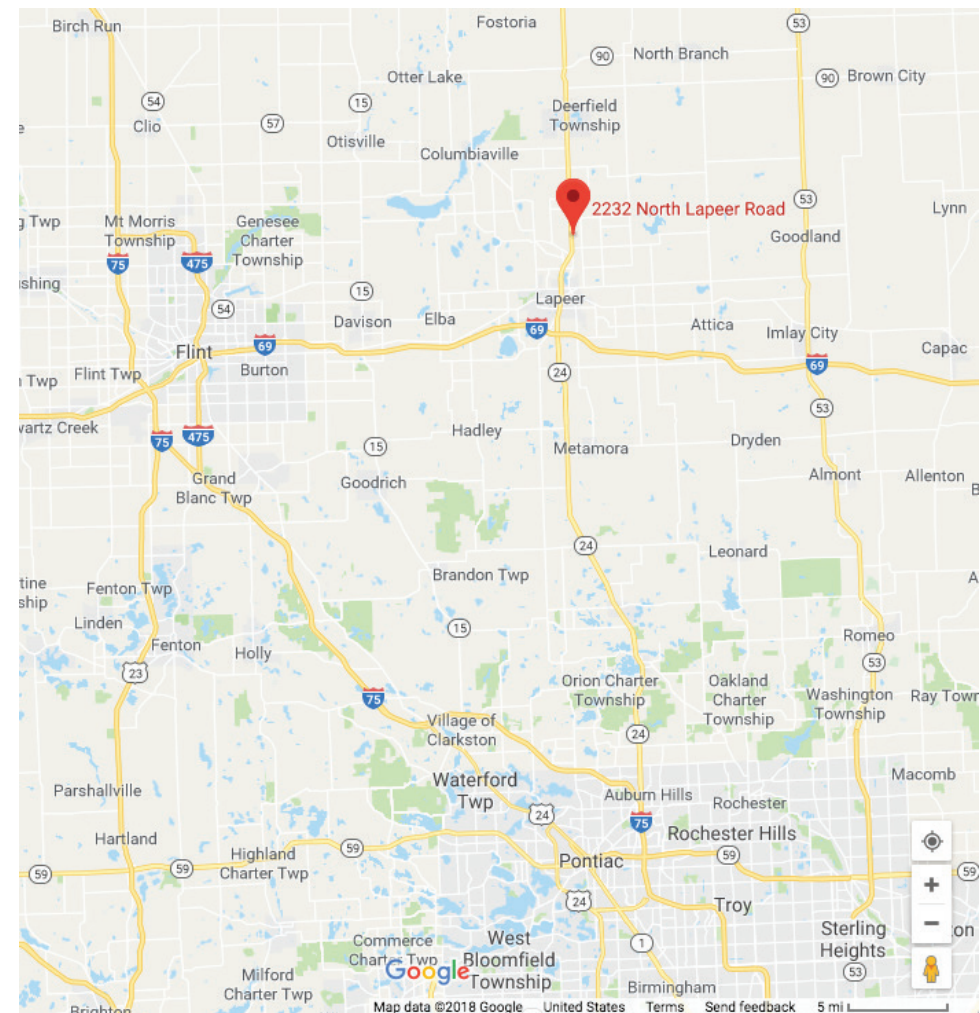 Birch Run
Fostoria
53
90
North Branch
Otter Lake
90
Brown City
54
15
Deerfield
Township
Clio
57
Otisville
Columbiaville
2232 North Lapeer Road
53
Lynn
g Twp
Mt Morris
Township
Genesee
Charter
Township
Goodland
75
475
shing
15
Lapeer
54
Davison
Elba
69
Attica
Imlay City
Flint
69
Capac
n Twp
Flint Twp
Burton
24
69
53
wartz Creek
75
475
Hadley
15
Metamora
Dryden
Grand
Blanc Twp
Goodrich
Almont
Allenton
B
24
Leonard
Brandon Twp
tine
ship
Fenton Twp
A
Linden
15
Romeo
Fenton
Holly
53
23
Orion Charter
Township
Oakland
Charter
Township
Washington
Township
Ray Town
75
Village of
Clarkston
24
Waterford
Twp
Macomb
Parshallville
Auburn Hills
Rochester
24
75
Rochester Hills
Hartland
59
Highland
Charter Twp
59
59
Pontiac
59
59
24
Troy
Sterling
Heights
ton
Commerce
Charter Twp
West
Bloomfield
Township
1
53
Google
Milford
Charter Twp
Birmingham
Brighton
Map data ©2018 Google
United States
Terms
Send feedback
5 mi